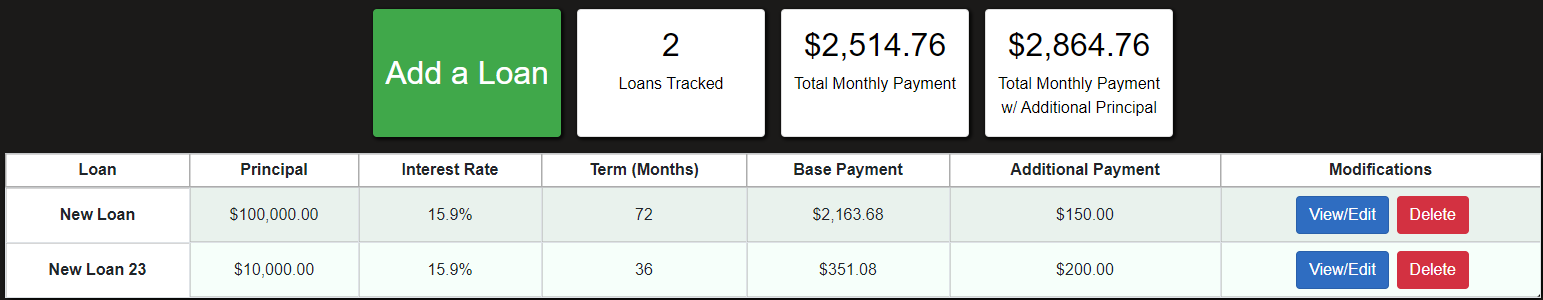 Add a Loan
2
Loans Tracked
$2,514.76
Total Monthly Payment
$2,864.76
Total Monthly Payment
w/ Additional Principal
Loan Principal Interest Rate Term (Months) Base Payment Additional Payment Modifications
New Loan $100,000.00 15.9% 72 $2,163.68 $150.00 View/Edit Delete
New Loan 23 $10,000.00 15.9% 36 $351.08 $200.00 View/Edit Delete